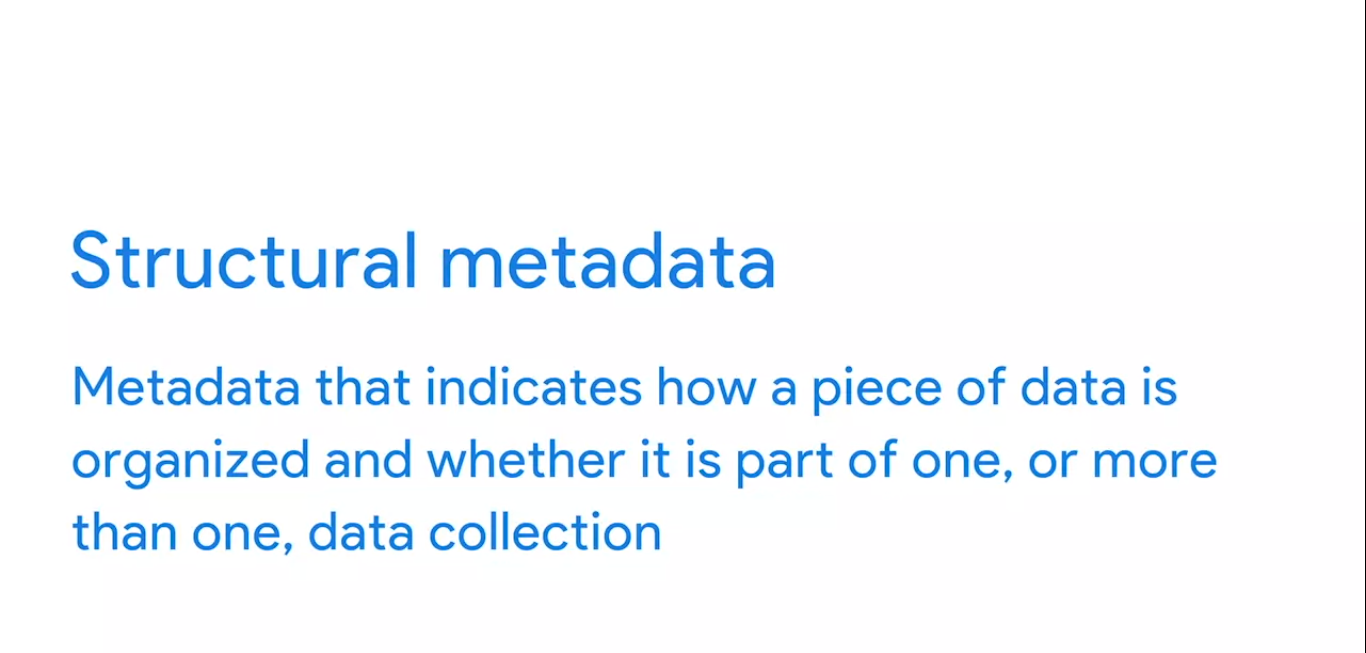 Structural metadata
Metadata that indicates how a piece of data is
organized and whether it is part of one, or more
than one, data collection